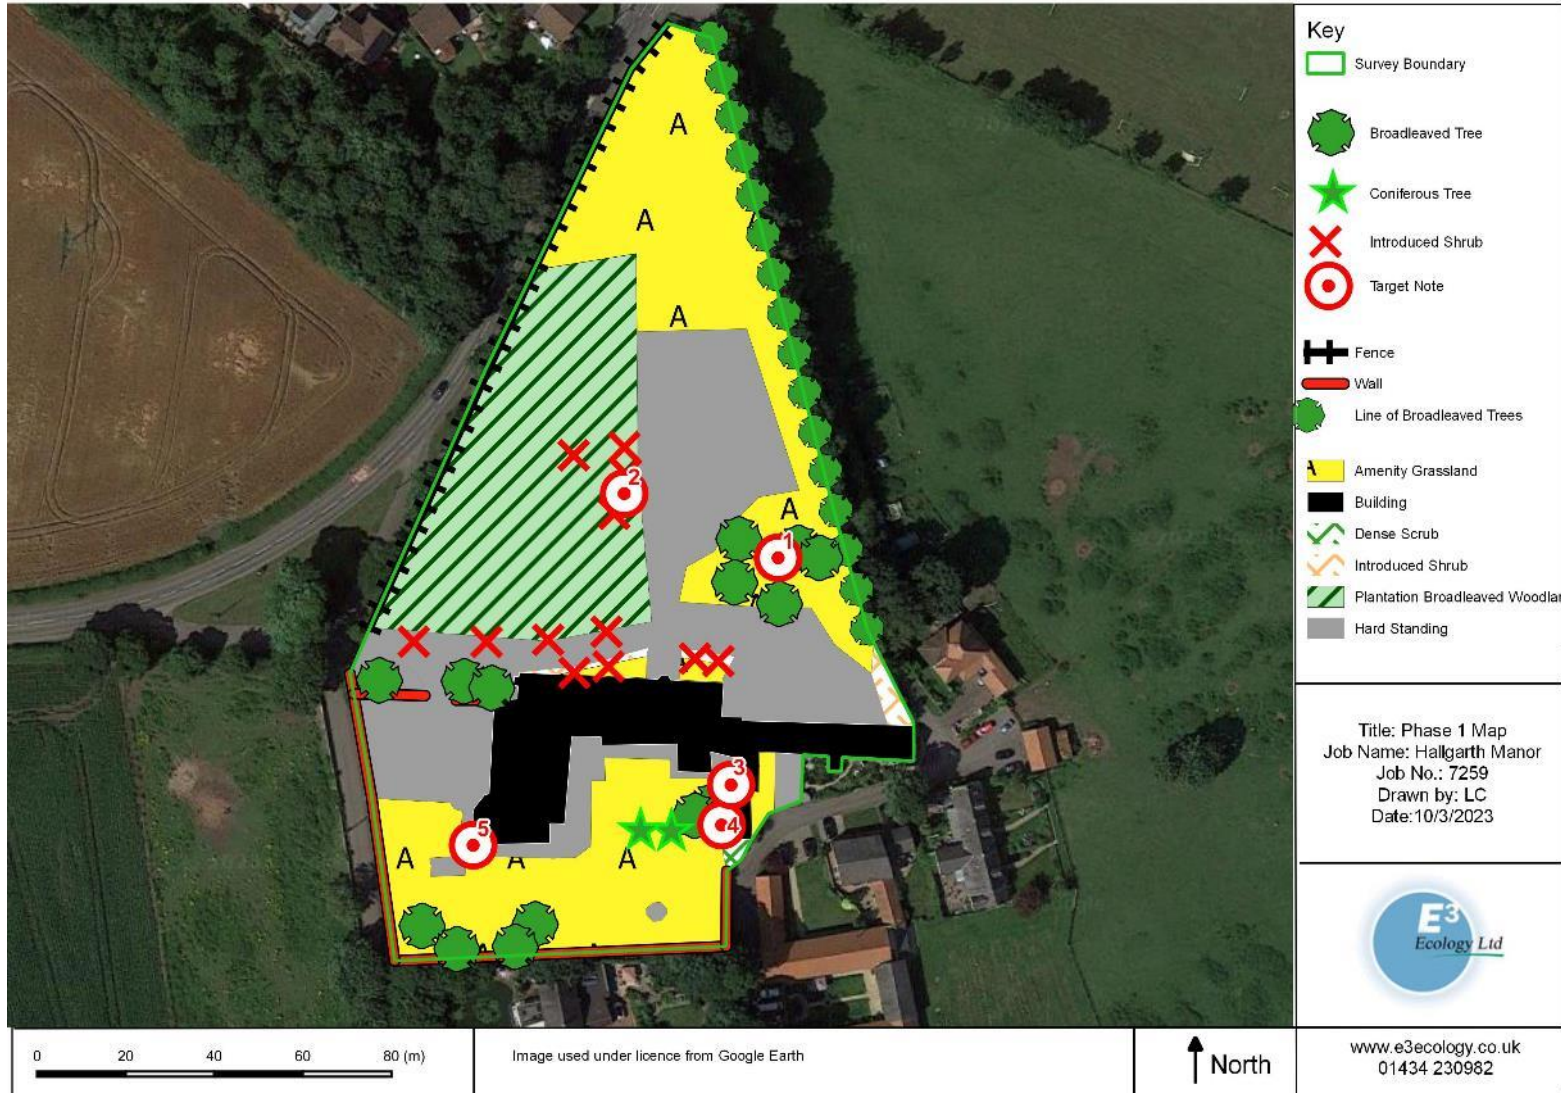 A
A
A
2
A
1
3
4
5
A
A
A
Key
Survey Boundary
Broadleaved Tree
Coniferous Tree
Introduced Shrub
Target Note
Fence
Wall
Line of Broadleaved Trees
A Amenity Grassland
Building
Dense Scrub
Introduced Shrub
Plantation Broadleaved Woodlan
Hard Standing
Title: Phase 1 Map
Job Name: Hallgarth Manor
Job No.: 7259
Drawn by: LC
Date:10/3/2023
E3
Ecology Ltd
0 20 40 60 80 (m)
Image used under licence from Google Earth
North
www.e3ecology.co.uk
01434 230982